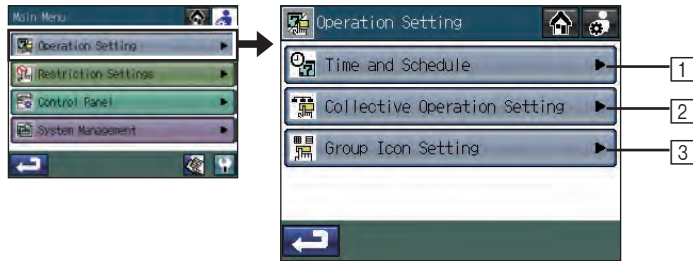 Main Menu
Operation Setting
Restriction Settings
Control Panel
System Management
Operation Setting
Time and Schedule
1
Collective Operation Setting
2
Group Icon Setting
3